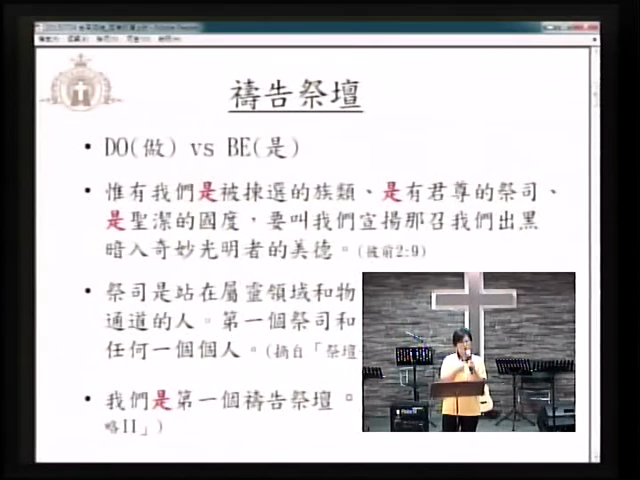 禱告祭壇
• DO(做) vs BE(是)
• 惟有我們是被揀選的族類、是有君尊的祭司、
是聖潔的國度，要叫我們宣揚那召我們出黑
暗入奇妙光明者的美德。(彼前2:9)
• 祭司是站在屬靈領域和物
通道的人。第一個祭司和
任何一個個人。(摘自「祭壇
• 我們是第一個禱告祭壇。
略II」)